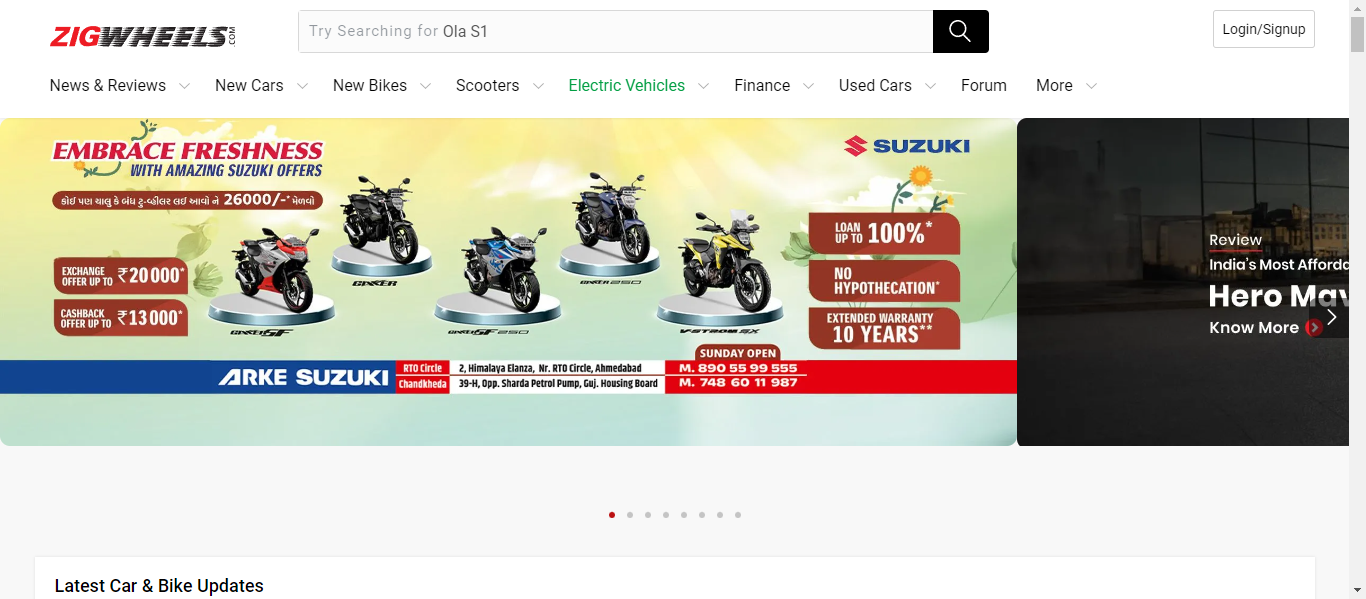 ZIGWHEELS.COM
Try Searching for Ola S1
Login/Signup
News & Reviews
New Cars
New Bikes
Scooters
Electric Vehicles
Finance
Used Cars
Forum
More
EMBRACE FRESHNESS
WITH AMAZING SUZUKI OFFERS
કોઈ પણ ચાલુ કે બંધ ટુ-વ્હીલર લઈ આવો ને 26000/-* મેળવો
EXCHANGE
OFFER UP TO ₹20000*
CASHBACK
OFFER UP TO ₹13000*
GIXXER SF
GIXXER
GIXXER SF 250
GIXXER 250
V-STROM SX
SUZUKI
LOAN
UP TO 100%*
NO
HYPOTHECATION*
EXTENDED WARRANTY
10 YEARS**
SUNDAY OPEN
ARKE SUZUKI
RTO Circle 2, Himalaya Elanza, Nr. RTO Circle, Ahmedabad M. 890 55 99 555
Chandkheda 39-H, Opp. Sharda Petrol Pump, Guj. Housing Board M. 748 60 11 987
Review
India's Most Afforda
Hero Mav
Know More
Latest Car & Bike Updates